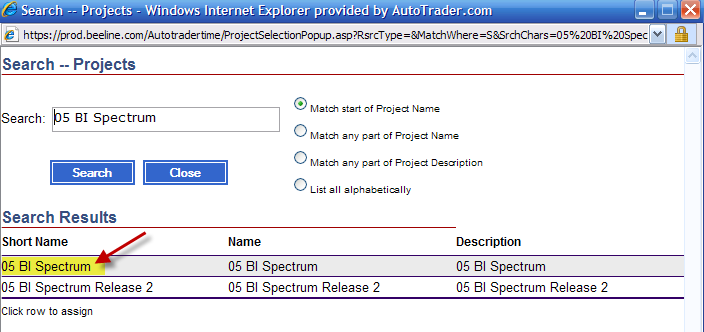 Search -- Projects - Windows Internet Explorer provided by AutoTrader.com
https://prod.beeline.com/Autotradertime/ProjectSelectionPopup.asp?RsrcType=&MatchWhere=S&SrchChars=05%20BI%20Spec
Search -- Projects
Match start of Project Name
Search: 05 BI Spectrum
Match any part of Project Name
Match any part of Project Description
Search Close
List all alphabetically
Search Results
Short Name Name Description
05 BI Spectrum 05 BI Spectrum 05 BI Spectrum
05 BI Spectrum Release 2 05 BI Spectrum Release 2 05 BI Spectrum Release 2
Click row to assign